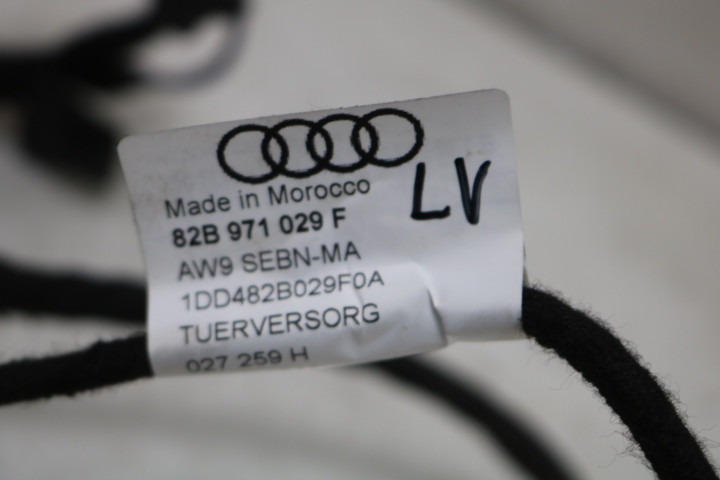 Made in Morocco
LV
82B 971 029 F
AW9 SEBN-MA
1DD482B029F0A
TUERVERSORG
027 259 H